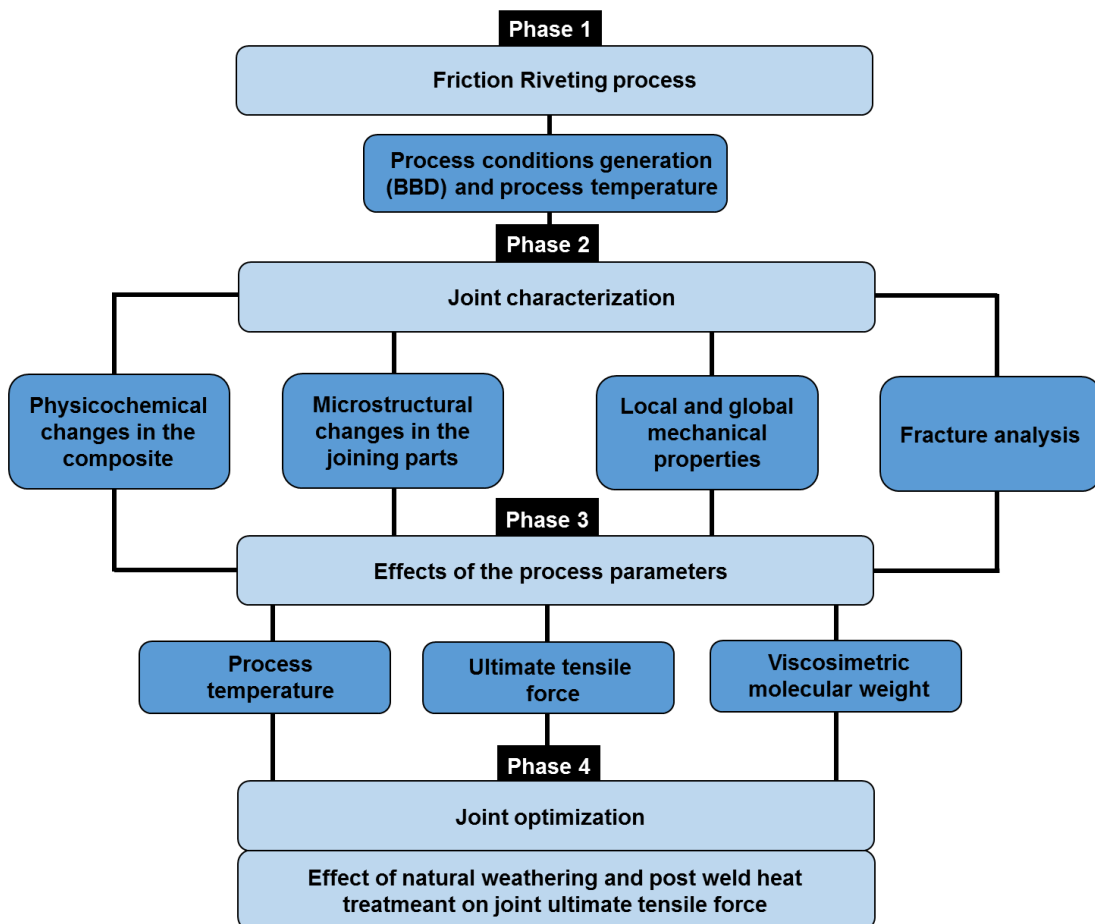 Phase 1
Friction Riveting process
Process conditions generation
(BBD) and process temperature
Phase 2
Joint characterization
Physicochemical
changes in the
composite
Microstructural
changes in the
joining parts
Local and global
mechanical
properties
Fracture analysis
Phase 3
Effects of the process parameters
Process
temperature
Ultimate tensile
force
Viscosimetric
molecular weight
Phase 4
Joint optimization
Effect of natural weathering and post weld heat
treatmeant on joint ultimate tensile force